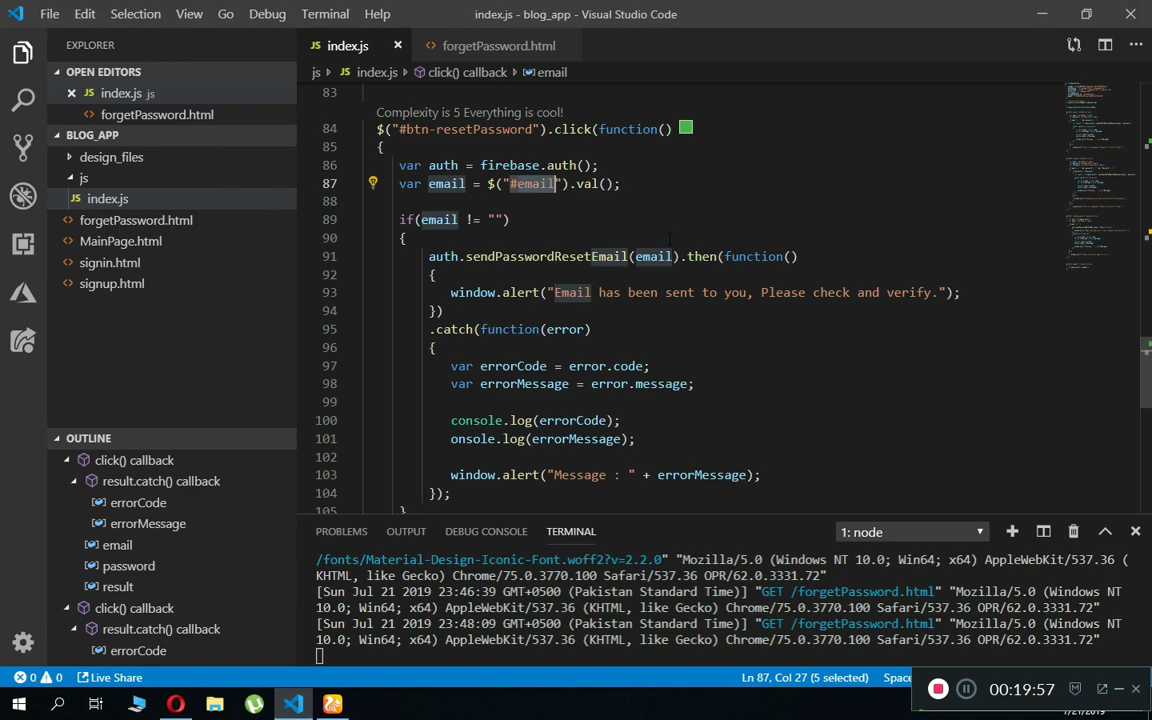 File Edit Selection View Go Debug Terminal Help index.js - blog_app - Visual Studio Code
EXPLORER
OPEN EDITORS
index.js js
forgetPassword.html
BLOG_APP
design_files
js
index.js
forgetPassword.html
MainPage.html
signin.html
signup.html
OUTLINE
click() callback
result.catch() callback
errorCode
errorMessage
email
password
result
click() callback
result.catch() callback
errorCode
JS index.js forgetPassword.html
js JS index.js click() callback email
83
Complexity is 5 Everything is cool!
84 $("#btn-resetPassword").click(function()
85 {
86 var auth = firebase.auth();
87 var email = $("#email").val();
88
89 if(email != "")
90 {
91 auth.sendPasswordResetEmail(email).then(function()
92 {
93 window.alert("Email has been sent to you, Please check and verify.");
94 })
95 .catch(function(error)
96 {
97 var errorCode = error.code;
98 var errorMessage = error.message;
99
100 console.log(errorCode);
101 onsole.log(errorMessage);
102
103 window.alert("Message : " + errorMessage);
104 });
105 }
PROBLEMS OUTPUT DEBUG CONSOLE TERMINAL 1: node
/fonts/Material-Design-Iconic-Font.woff2?v=2.2.0" "Mozilla/5.0 (Windows NT 10.0; Win64; x64) AppleWebKit/537.36 (
KHTML, like Gecko) Chrome/75.0.3770.100 Safari/537.36 OPR/62.0.3331.72"
[Sun Jul 21 2019 23:46:39 GMT+0500 (Pakistan Standard Time)] "GET /forgetPassword.html" "Mozilla/5.0 (Windows NT
10.0; Win64; x64) AppleWebKit/537.36 (KHTML, like Gecko) Chrome/75.0.3770.100 Safari/537.36 OPR/62.0.3331.72"
[Sun Jul 21 2019 23:48:09 GMT+0500 (Pakistan Standard Time)] "GET /forgetPassword.html" "Mozilla/5.0 (Windows NT
10.0; Win64; x64) AppleWebKit/537.36 (KHTML, like Gecko) Chrome/75.0.3770.100 Safari/537.36 OPR/62.0.3331.72"
0 0 Live Share Ln 87, Col 27 (5 selected) Space
00:19:57